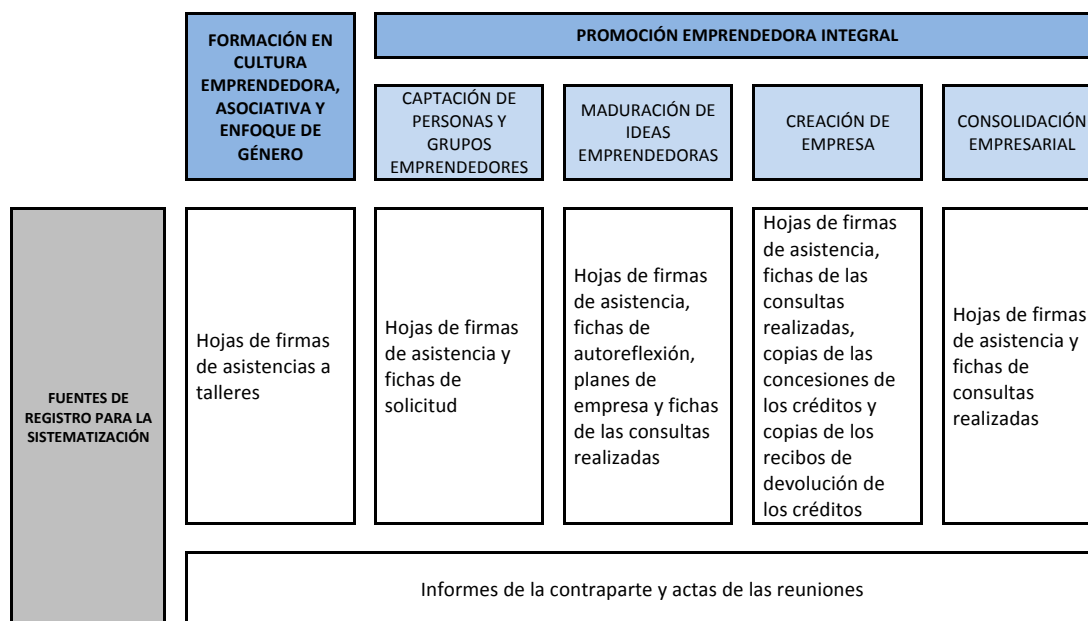 FORMACIÓN EN
CULTURA
EMPRENDEDORA,
ASOCIATIVA Y
ENFOQUE DE
GÉNERO
PROMOCIÓN EMPRENDEDORA INTEGRAL
CAPTACIÓN DE
PERSONAS Y
GRUPOS
EMPRENDEDORES
MADURACIÓN DE
IDEAS
EMPRENDEDORAS
CREACIÓN DE
EMPRESA
CONSOLIDACIÓN
EMPRESARIAL
FUENTES DE
REGISTRO PARA LA
SISTEMATIZACIÓN
Hojas de firmas
de asistencias a
talleres
Hojas de firmas
de asistencia y
fichas de
solicitud
Hojas de firmas
de asistencia,
fichas de
autoreflexión,
planes de
empresa y fichas
de las consultas
realizadas
Hojas de firmas
de asistencia,
fichas de las
consultas
realizadas,
copias de las
concesiones de
los créditos y
copias de los
recibos de
devolución de
los créditos
Hojas de firmas
de asistencia y
fichas de
consultas
realizadas
Informes de la contraparte y actas de las reuniones